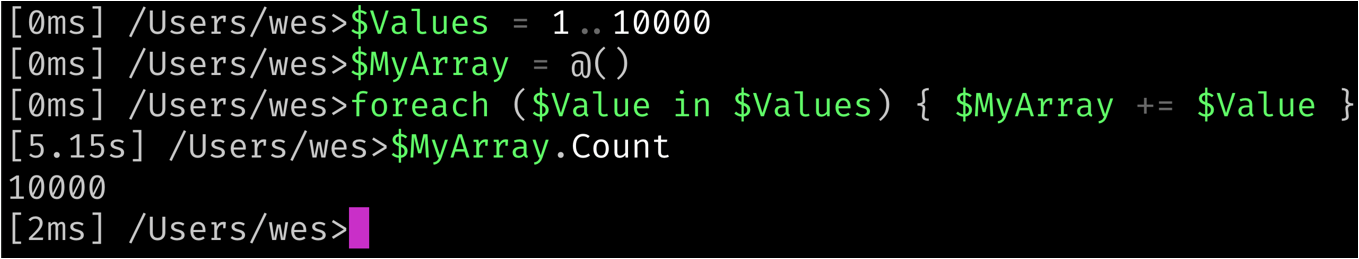 [0ms] /Users/wes>$Values = 1..10000
[0ms] /Users/wes>$MyArray = @()
[0ms] /Users/wes>foreach ($Value in $Values) { $MyArray += $Value }
[5.15s] /Users/wes>$MyArray.Count
10000
[2ms] /Users/wes>